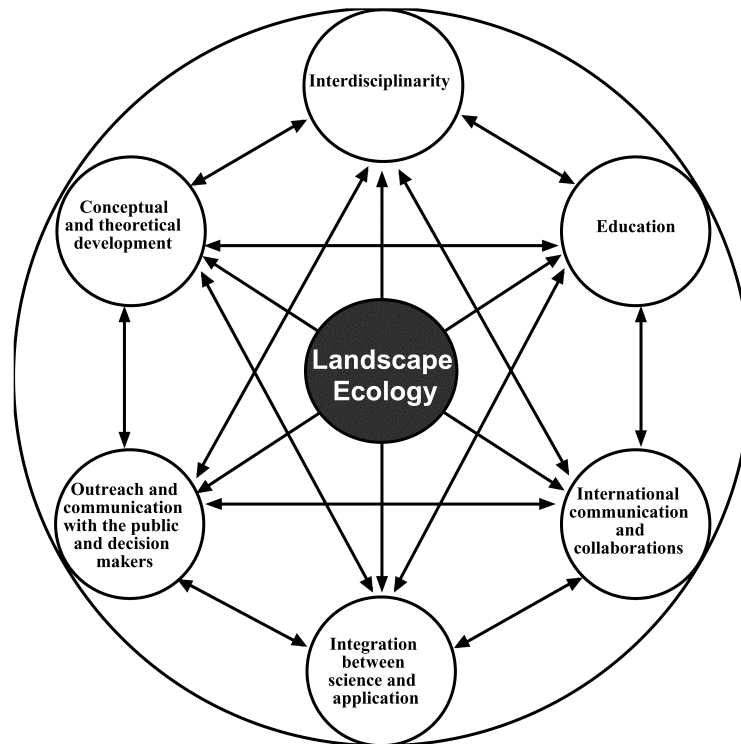 Interdisciplinarity
Conceptual
and theoretical
development
Education
Landscape
Ecology
Outreach and
communication
with the public
and decision
makers
International
communication
and
collaborations
Integration
between
science and
application